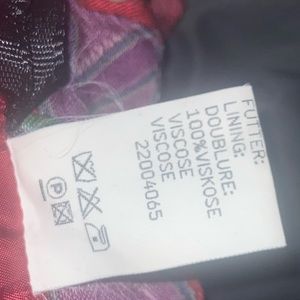 FUTTER:
LINING:
DOUBLURE:
100%VISKOSE
VISCOSE
VISCOSE
22004065
P